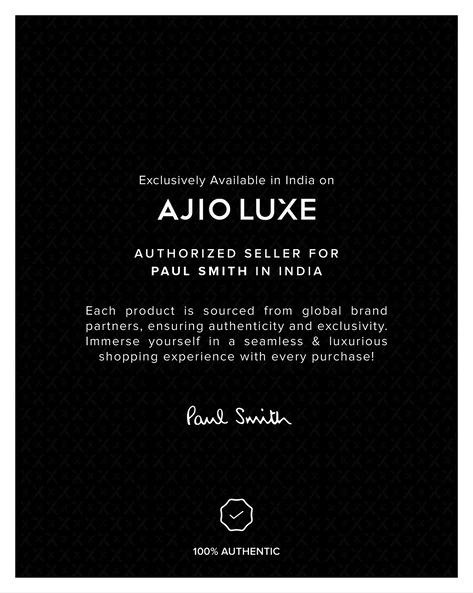 Exclusively Available in India on
AJIO LUXE
AUTHORIZED SELLER FOR
PAUL SMITH IN INDIA
Each product is sourced from global brand
partners, ensuring authenticity and exclusivity.
Immerse yourself in a seamless & luxurious
shopping experience with every purchase!
Paul Smith
100% AUTHENTIC